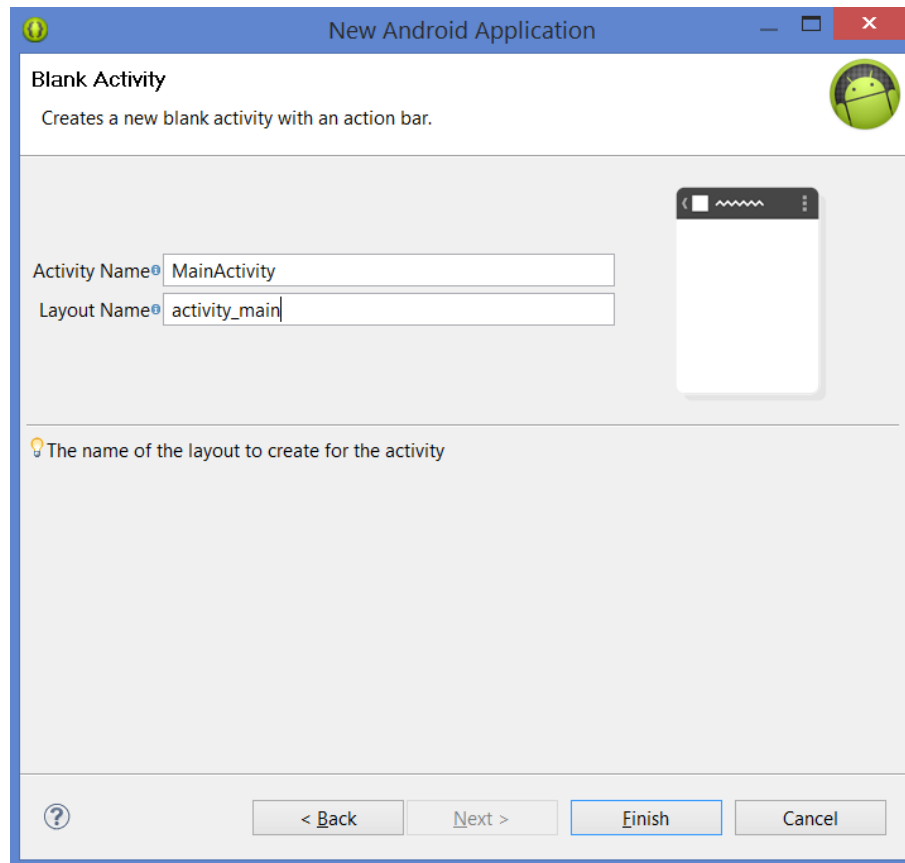 New Android Application
Blank Activity
Creates a new blank activity with an action bar.
Activity Name MainActivity
Layout Name activity_main
The name of the layout to create for the activity
? < Back Next > Finish Cancel